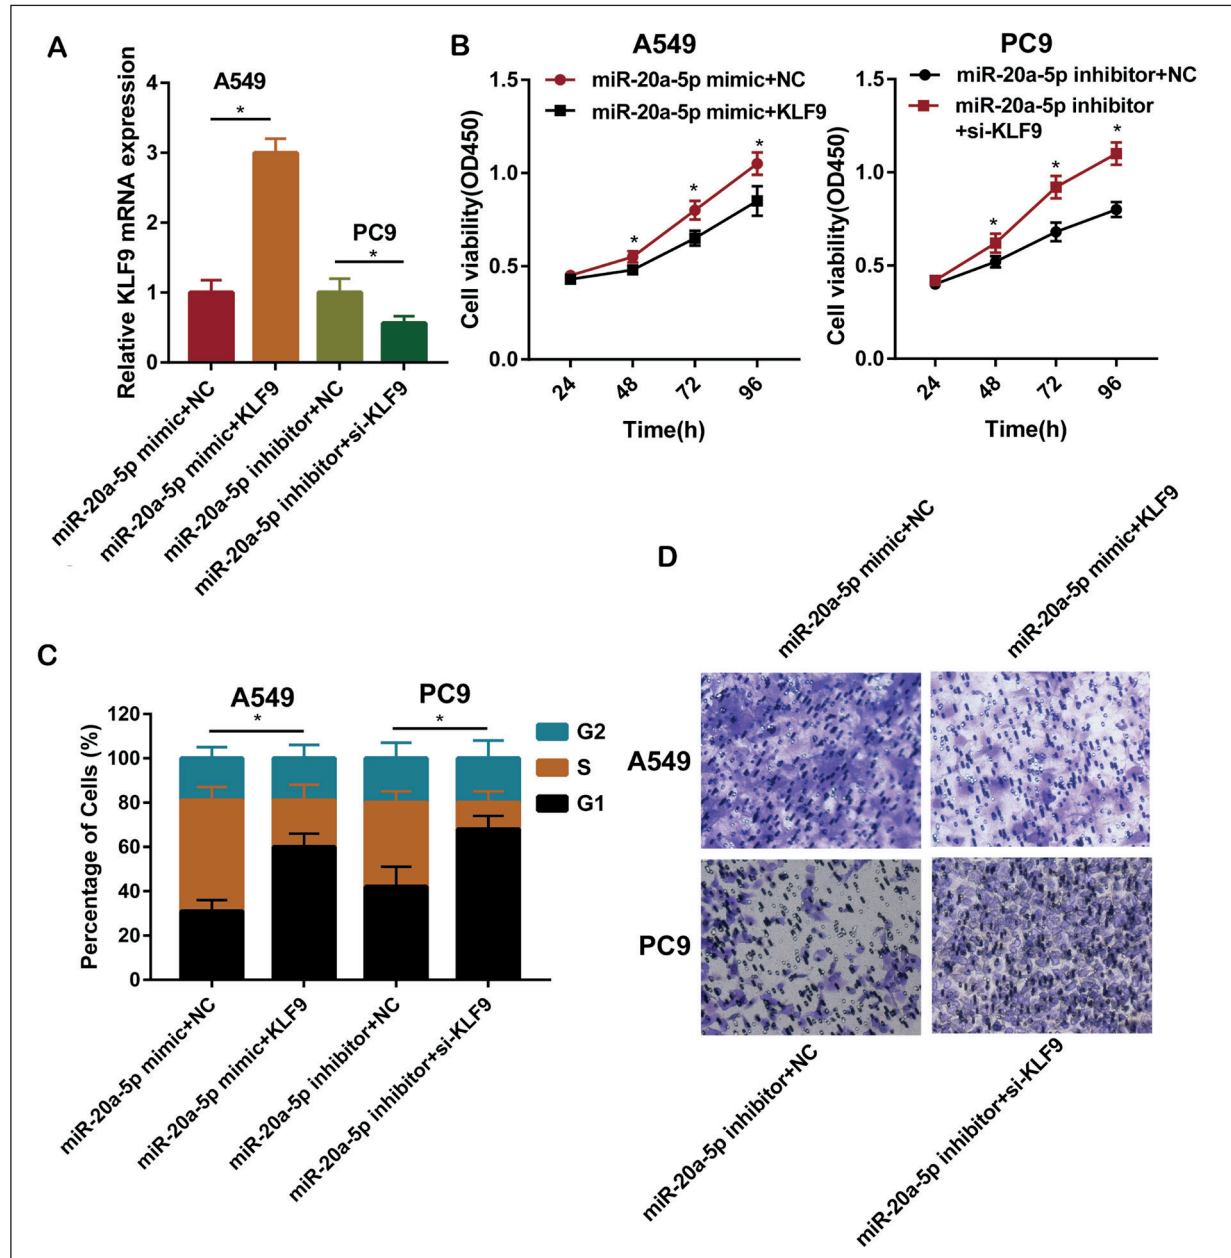 A
Relative KLF9 mRNA expression
4
3
2
1
0
A549
*
PC9
*
miR-20a-5p mimic+NC
miR-20a-5p mimic+KLF9
miR-20a-5p inhibitor+NC
miR-20a-5p inhibitor+si-KLF9
B
A549
Cell viability(OD450)
1.5
1.0
0.5
0.0
miR-20a-5p mimic+NC
miR-20a-5p mimic+KLF9
*
*
*
24
48
72
96
Time(h)
PC9
Cell viability(OD450)
1.5
1.0
0.5
0.0
miR-20a-5p inhibitor+NC
miR-20a-5p inhibitor
+si-KLF9
*
*
*
24
48
72
96
Time(h)
C
Percentage of Cells (%)
120
100
80
60
40
20
0
A549
*
PC9
*
G2
S
G1
miR-20a-5p mimic+NC
miR-20a-5p mimic+KLF9
miR-20a-5p inhibitor+NC
miR-20a-5p inhibitor+si-KLF9
D
miR-20a-5p mimic+NC
miR-20a-5p mimic+KLF9
A549
PC9
miR-20a-5p inhibitor+NC
miR-20a-5p inhibitor+si-KLF9